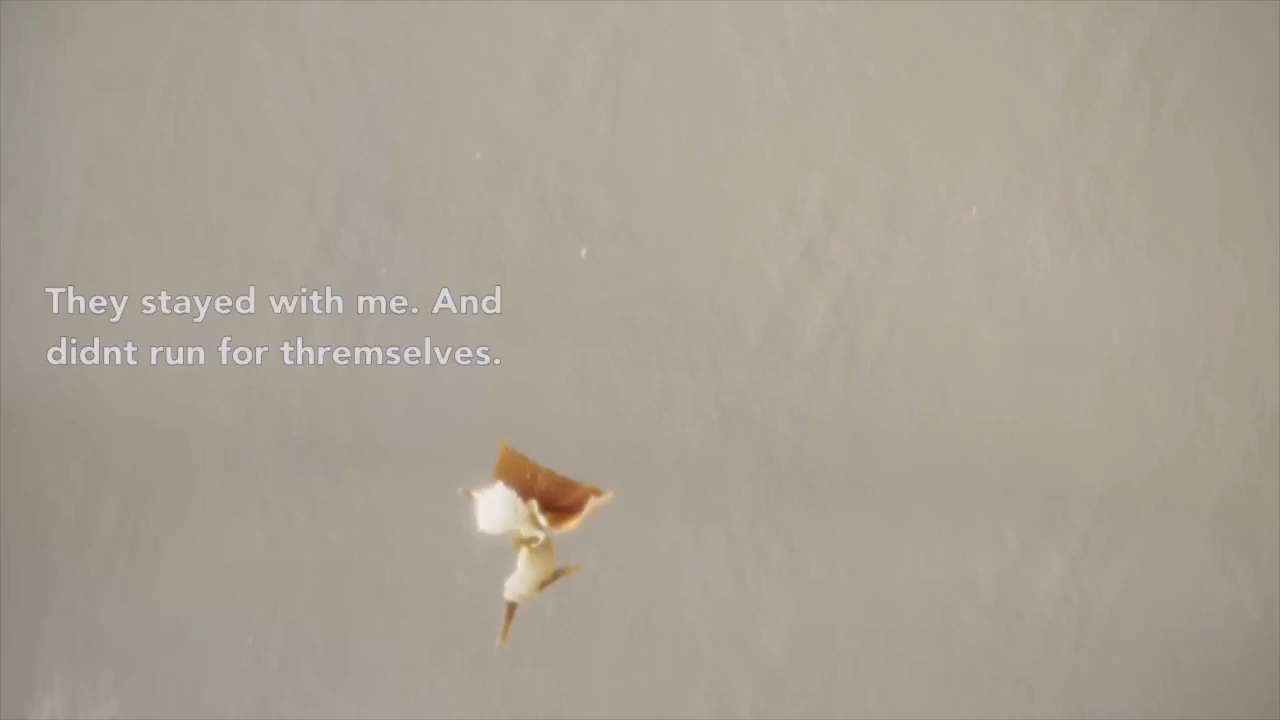 They stayed with me. And
didnt run for thremselves.